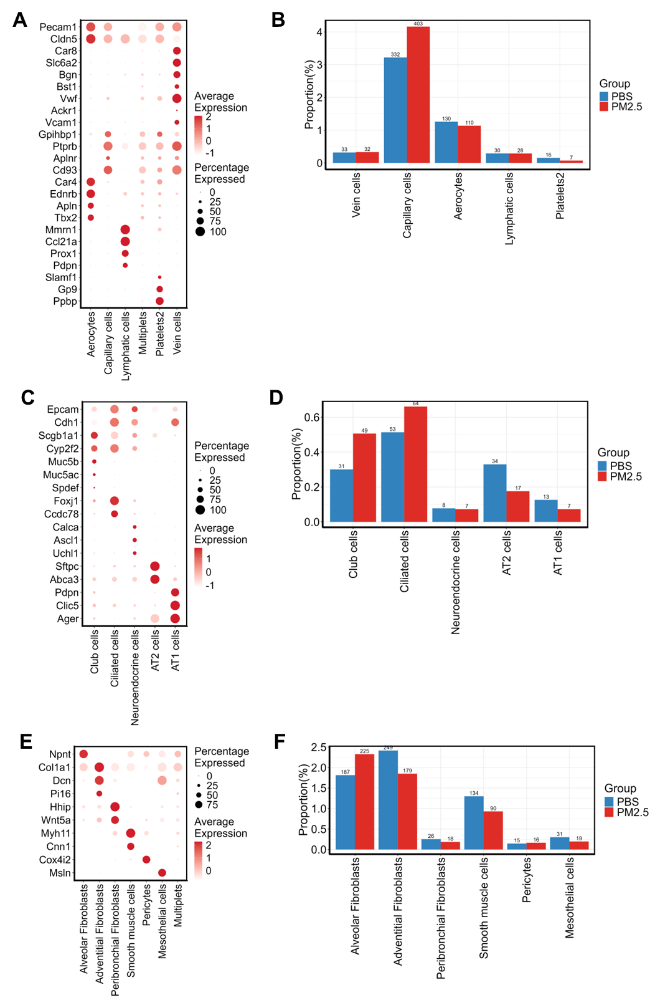 A
Pecam1
Cldn5
Car8
Slc6a2
Bgn
Bst1
Vwf
Ackr1
Vcam1
Gpihbp1
Ptprb
Aplnr
Cd93
Car4
Ednrb
Apln
Tbx2
Mmrn1
Ccl21a
Prox1
Pdpn
Slamf1
Gp9
Ppbp
Aerocytes
Capillary cells
Lymphatic cells
Multiplets
Platelets2
Vein cells
Average
Expression
2
1
0
-1
Percentage
Expressed
0
25
50
75
100
B
Proportion(%)
4
3
2
1
0
33
32
332
403
130
110
30
28
16
7
Vein cells
Capillary cells
Aerocytes
Lymphatic cells
Platelets2
Group
PBS
PM2.5
C
Epcam
Cdh1
Scgb1a1
Cyp2f2
Muc5b
Muc5ac
Spdef
Foxj1
Ccdc78
Calca
Ascl1
Uchl1
Sftpc
Abca3
Pdpn
Clic5
Ager
Club cells
Ciliated cells
Neuroendocrine cells
AT2 cells
AT1 cells
Percentage
Expressed
0
25
50
75
100
Average
Expression
1
0
-1
D
Proportion(%)
0.6
0.4
0.2
0.0
31
49
53
64
8
7
34
17
13
7
Club cells
Ciliated cells
Neuroendocrine cells
AT2 cells
AT1 cells
Group
PBS
PM2.5
E
Npnt
Col1a1
Dcn
Pi16
Hhip
Wnt5a
Myh11
Cnn1
Cox4i2
Msln
Alveolar Fibroblasts
Adventitial Fibroblasts
Peribronchial Fibroblasts
Smooth muscle cells
Pericytes
Mesothelial cells
Multiplets
Percentage
Expressed
0
25
50
75
Average
Expression
2
1
0
F
Proportion(%)
2.5
2.0
1.5
1.0
0.5
0.0
187
225
249
179
26
18
134
90
15
16
31
19
Alveolar Fibroblasts
Adventitial Fibroblasts
Peribronchial Fibroblasts
Smooth muscle cells
Pericytes
Mesothelial cells
Group
PBS
PM2.5